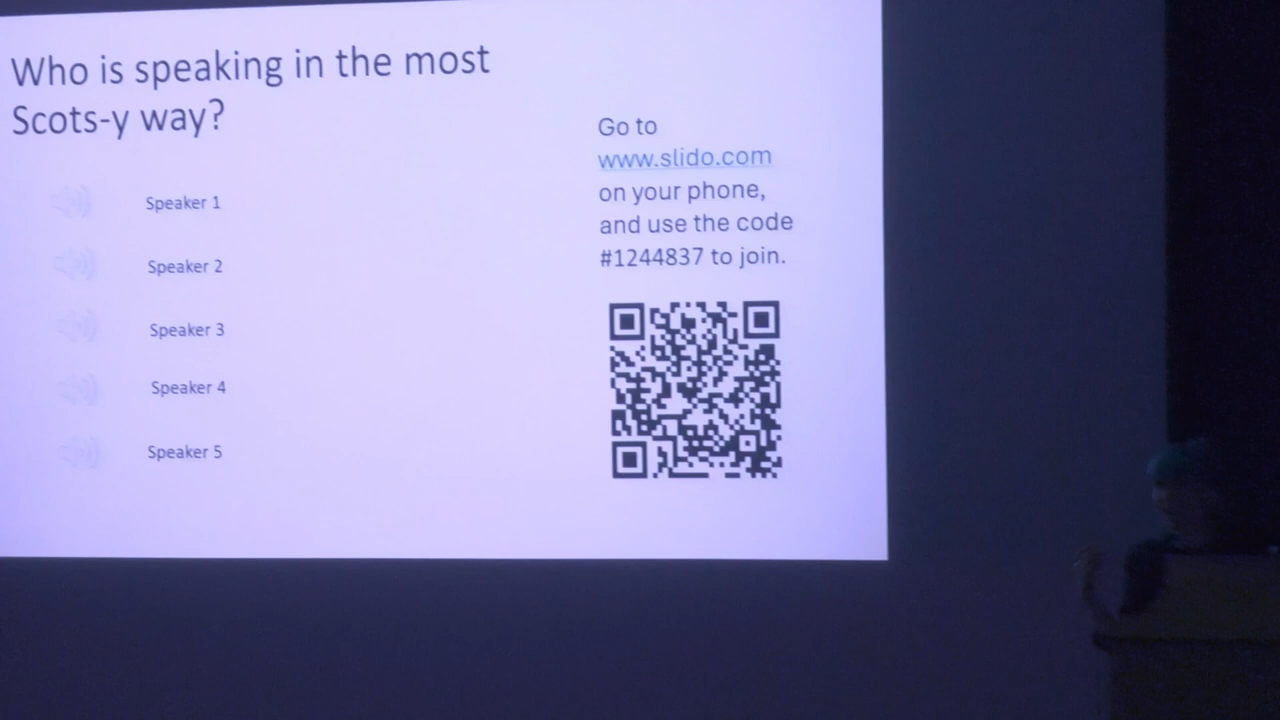 Who is speaking in the most
Scots-y way?
Speaker 1
Speaker 2
Speaker 3
Speaker 4
Speaker 5
Go to
www.slido.com
on your phone,
and use the code
#1244837 to join.